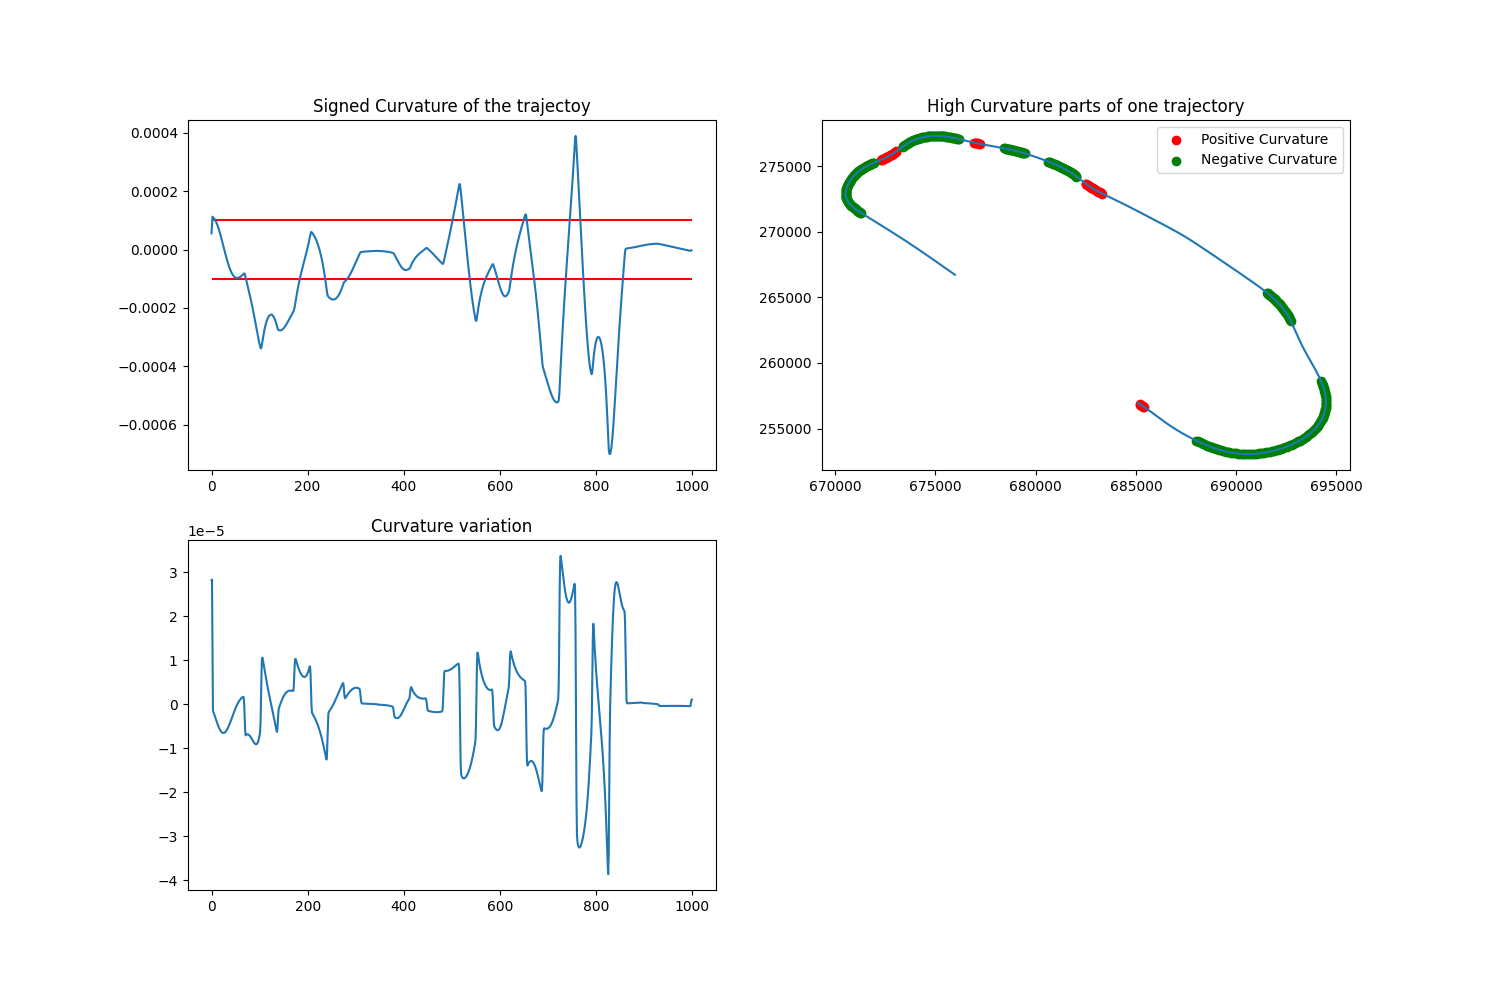 Signed Curvature of the trajectoy
0.0004
0.0002
0.0000
−0.0002
−0.0004
−0.0006
0 200 400 600 800 1000
High Curvature parts of one trajectory
Positive Curvature
Negative Curvature
275000
270000
265000
260000
255000
670000 675000 680000 685000 690000 695000
Curvature variation
1e−5
3
2
1
0
−1
−2
−3
−4
0 200 400 600 800 1000